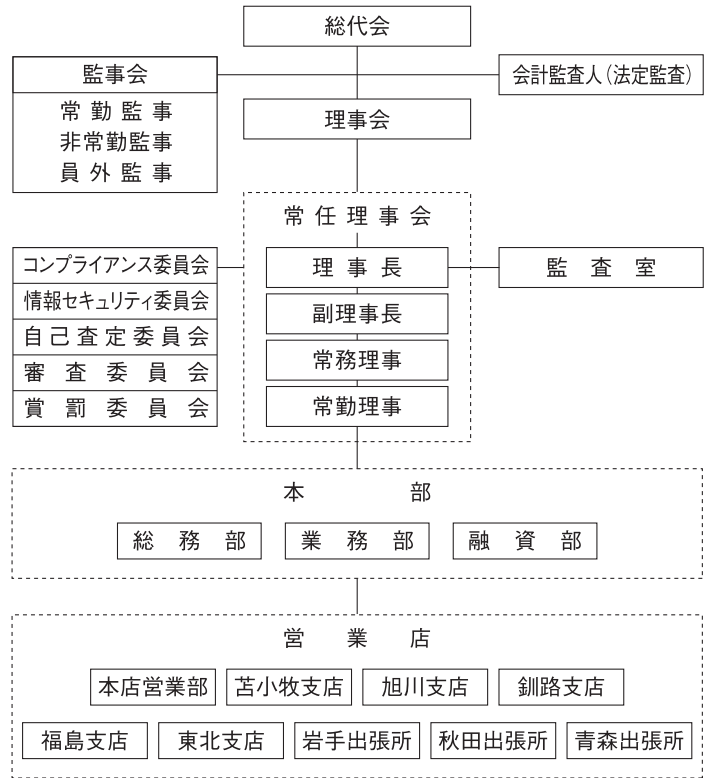 総代会
監事会
常勤監事
非常勤監事
員外監事
会計監査人（法定監査）
理事会
常任理事会
理事長
副理事長
常務理事
常勤理事
コンプライアンス委員会
情報セキュリティ委員会
自己査定委員会
審査委員会
賞罰委員会
監査室
本部
総務部 業務部 融資部
営業店
本店営業部 苫小牧支店 旭川支店 釧路支店
福島支店 東北支店 岩手出張所 秋田出張所 青森出張所